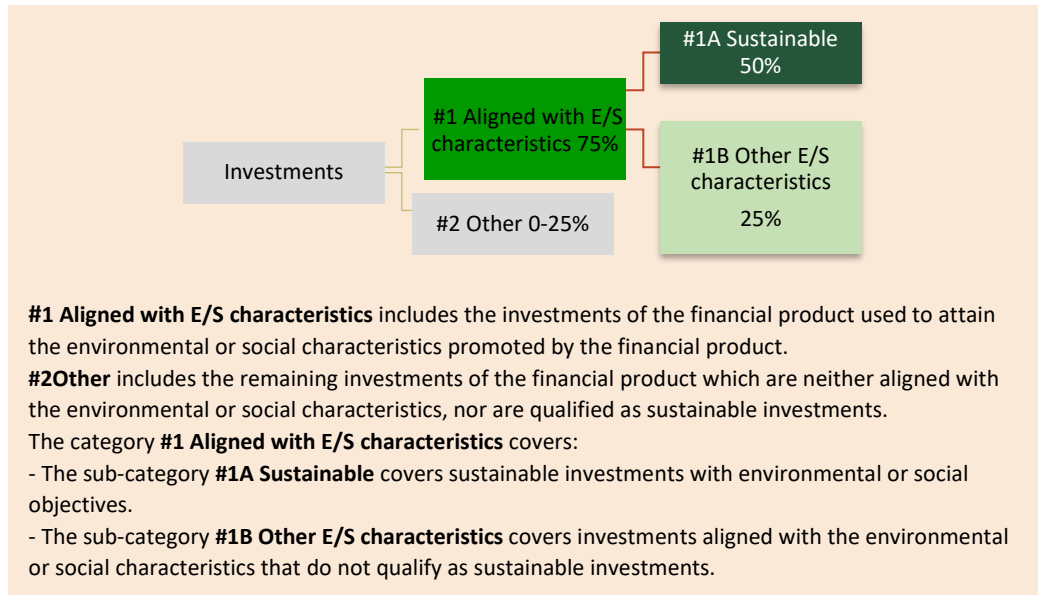 #1A Sustainable
50%
#1 Aligned with E/S
characteristics 75%
#1B Other E/S
characteristics
25%
Investments
#2 Other 0-25%
#1 Aligned with E/S characteristics includes the investments of the financial product used to attain
the environmental or social characteristics promoted by the financial product.
#2Other includes the remaining investments of the financial product which are neither aligned with
the environmental or social characteristics, nor are qualified as sustainable investments.
The category #1 Aligned with E/S characteristics covers:
- The sub-category #1A Sustainable covers sustainable investments with environmental or social
objectives.
- The sub-category #1B Other E/S characteristics covers investments aligned with the environmental
or social characteristics that do not qualify as sustainable investments.